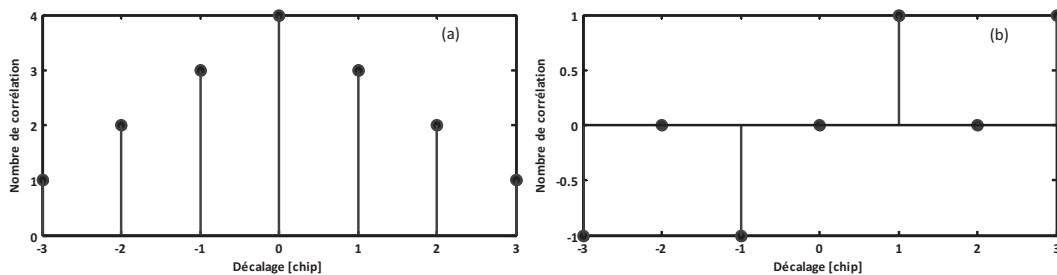 (a)
Nombre de corrélation
4
3
2
1
0
-3 -2 -1 0 1 2 3
Décalage [chip]
(b)
Nombre de corrélation
1
0.5
0
-0.5
-1
-3 -2 -1 0 1 2 3
Décalage [chip]